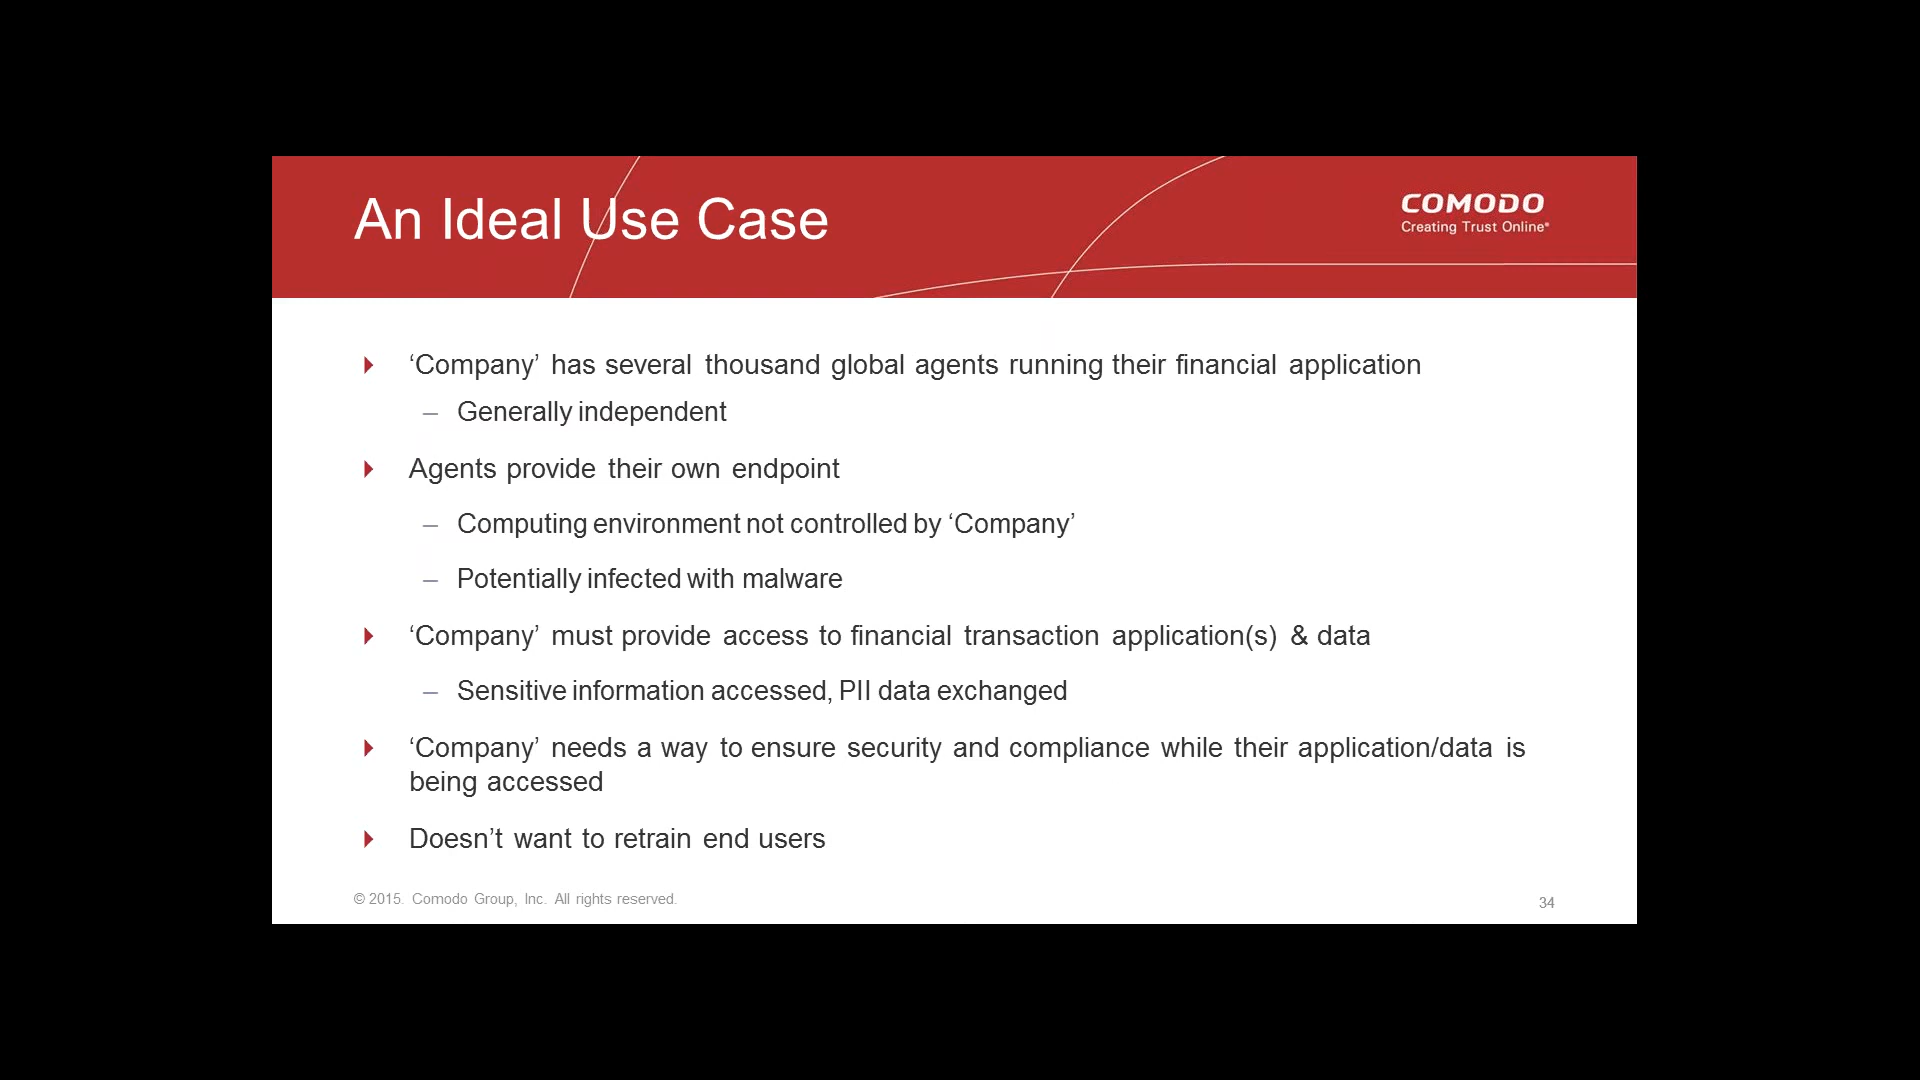 An Ideal Use Case
COMODO
Creating Trust Online®
‘Company’ has several thousand global agents running their financial application
– Generally independent
Agents provide their own endpoint
– Computing environment not controlled by ‘Company’
– Potentially infected with malware
‘Company’ must provide access to financial transaction application(s) & data
– Sensitive information accessed, PII data exchanged
‘Company’ needs a way to ensure security and compliance while their application/data is
being accessed
Doesn’t want to retrain end users
© 2015. Comodo Group, Inc. All rights reserved.
34